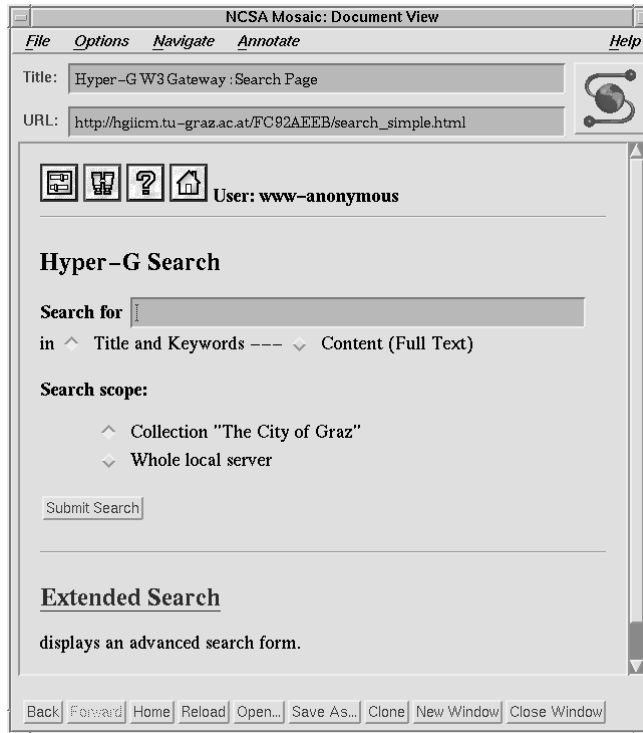 NCSA Mosaic: Document View
File Options Navigate Annotate Help
Title: Hyper-G W3 Gateway : Search Page
URL: http://hgiicm.tu-graz.ac.at/FC92AEEB/search_simple.html
User: www-anonymous
Hyper-G Search
Search for
in Title and Keywords --- Content (Full Text)
Search scope:
Collection "The City of Graz"
Whole local server
Submit Search
Extended Search
displays an advanced search form.
Back Forward Home Reload Open... Save As... Clone New Window Close Window